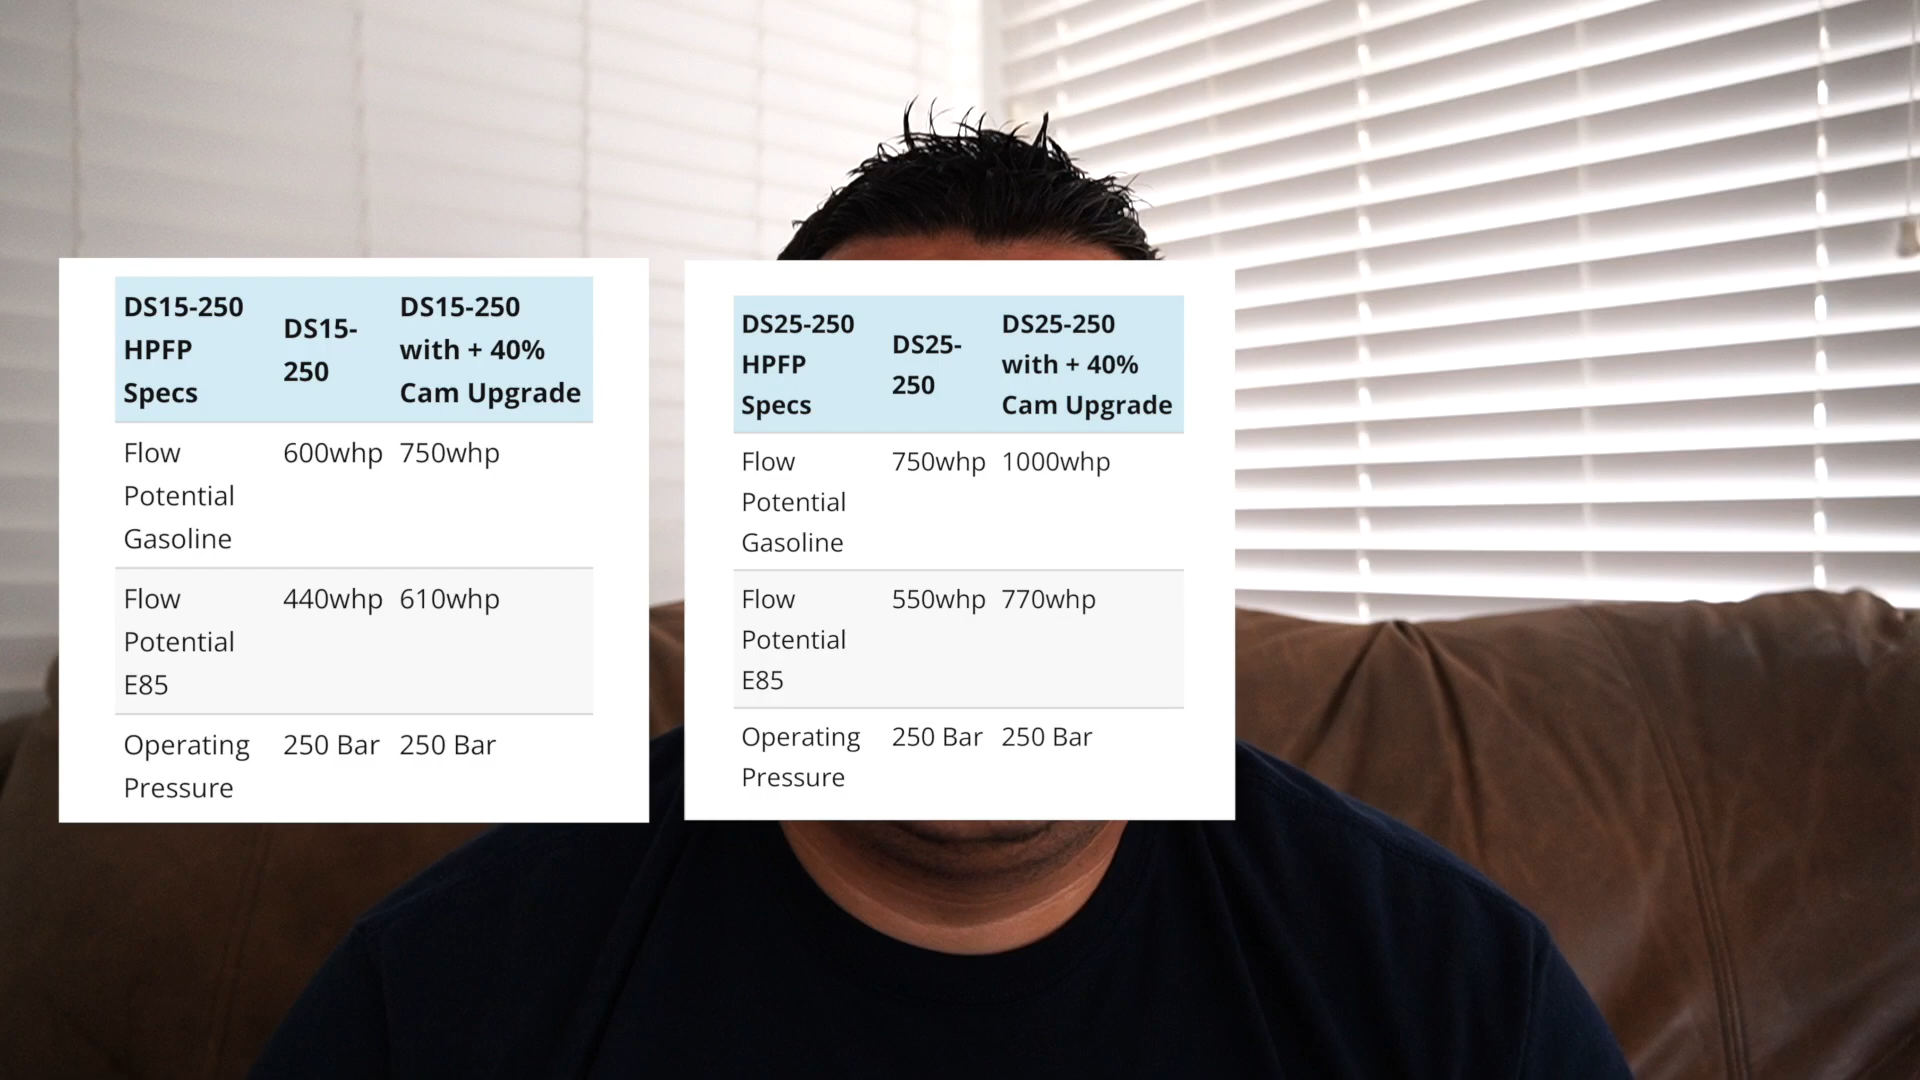 DS15-250
HPFP
Specs
DS15-
250
DS15-250
with + 40%
Cam Upgrade
Flow
Potential
Gasoline
600whp
750whp
Flow
Potential
E85
440whp
610whp
Operating
Pressure
250 Bar
250 Bar
DS25-250
HPFP
Specs
DS25-
250
DS25-250
with + 40%
Cam Upgrade
Flow
Potential
Gasoline
750whp
1000whp
Flow
Potential
E85
550whp
770whp
Operating
Pressure
250 Bar
250 Bar